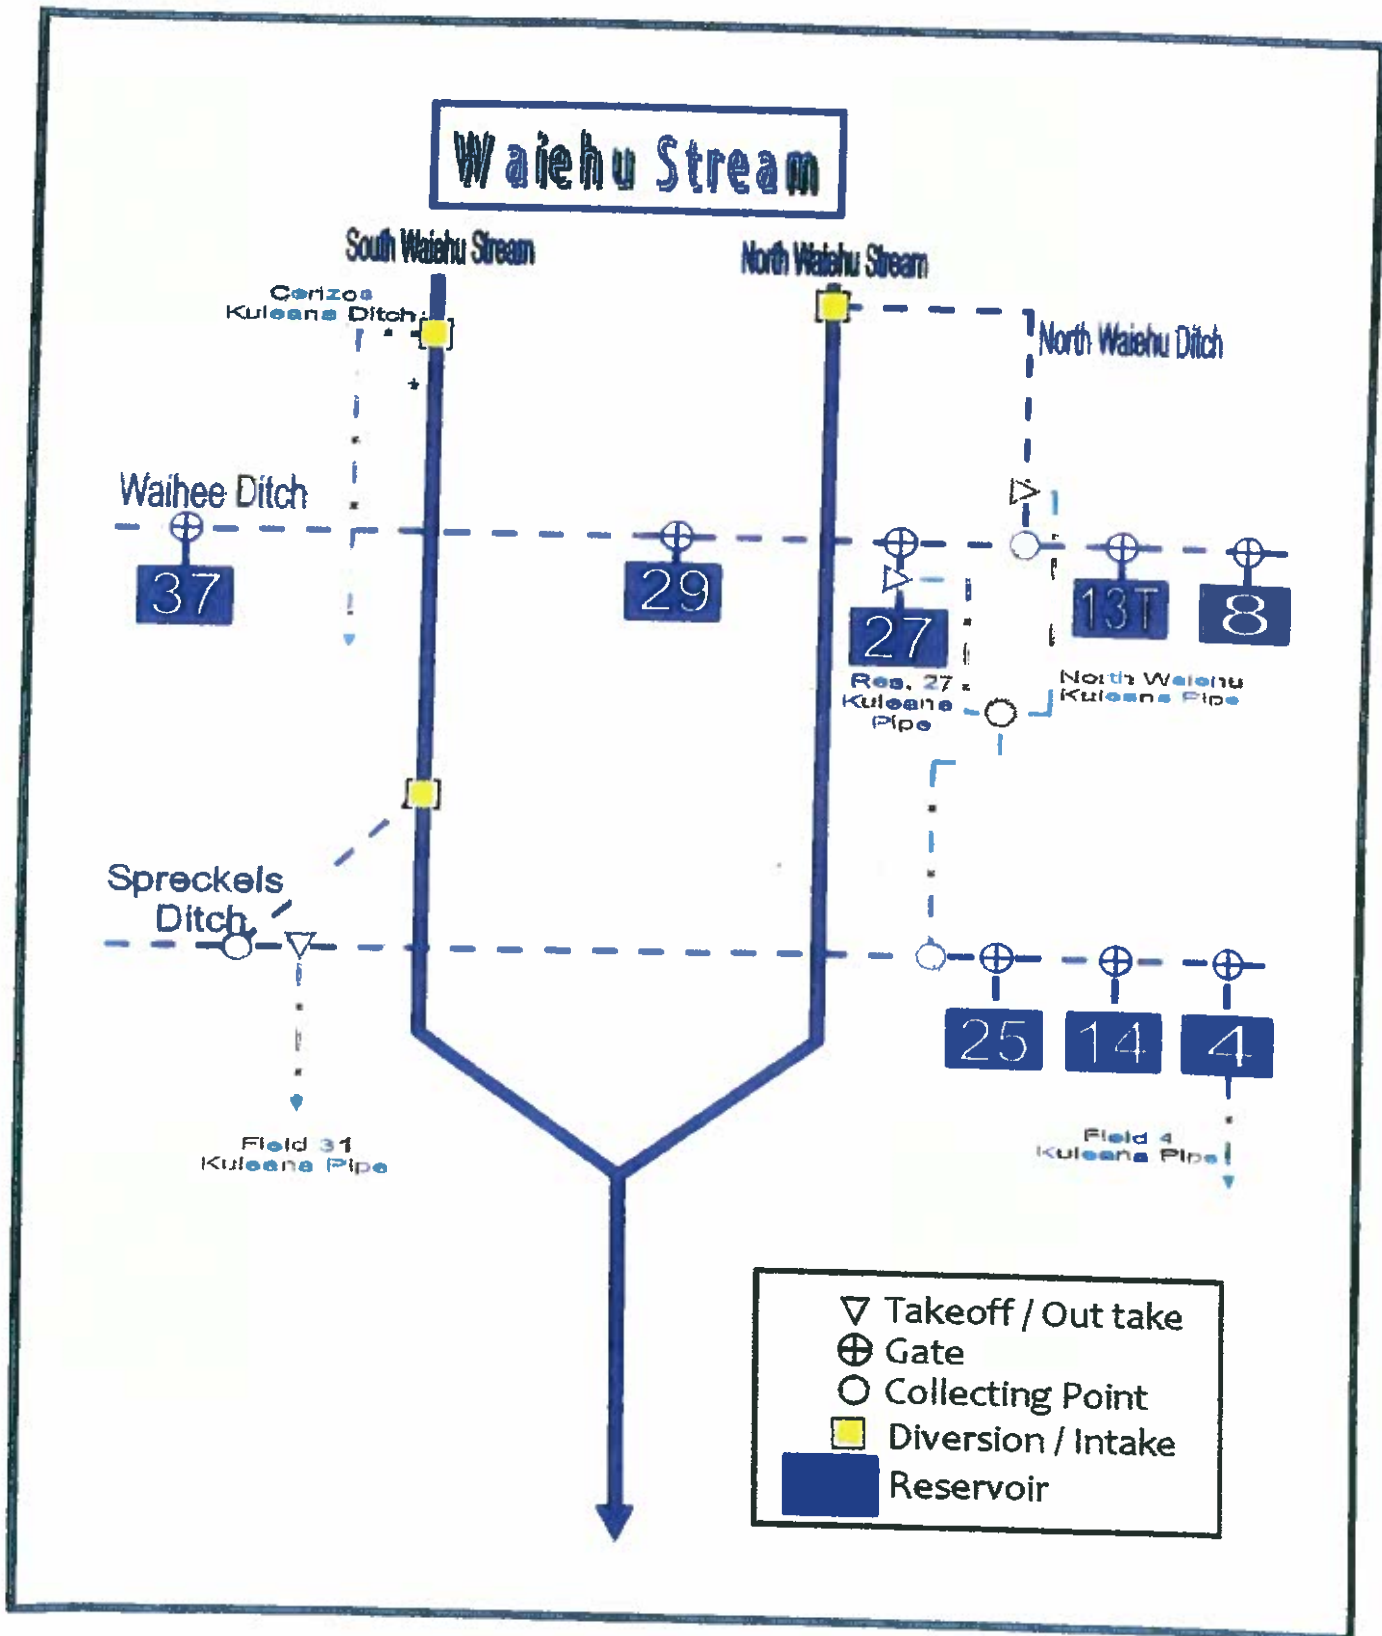 Waiehu Stream
South Waiehu Stream
North Waiehu Stream
Cerizos
Kuleana Ditch
North Waiehu Ditch
Waihee Ditch
37
29
27
13T
8
Res. 27
Kuleana
Pipe
North Waiehu
Kuleana Pipe
Spreckels
Ditch
25
14
4
Field 31
Kuleana Pipe
Field 4
Kuleana Pipe
Takeoff / Out take
Gate
Collecting Point
Diversion / Intake
Reservoir